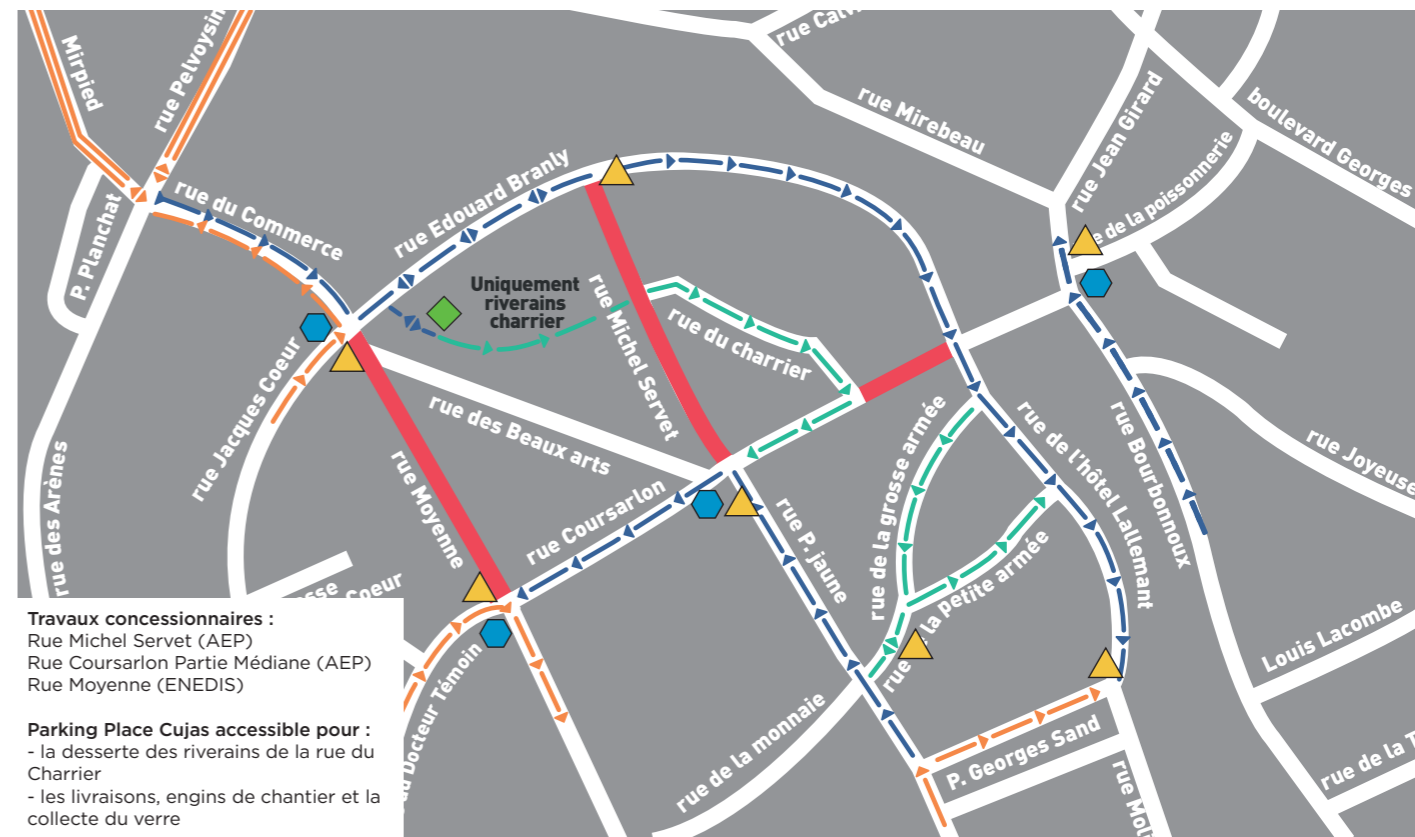 Mirpied
rue Pelvoysin
rue Mirebeau
rue Jean Girard
boulevard Georges
e de la poissonnerie
P. Planchat
rue du Commerce
rue Edouard Branly
Uniquement
riverains
charrier
rue Michel Servet
rue du charrier
rue Jacques Coeur
rue des Beaux arts
rue des Arènes
rue Moyenne
rue Coursarlon
rue P. jaune
rue de la grosse armée
rue de l'hôtel Lallemant
rue Bourbonnoux
rue Joyeuse
sse
Coeur
rue
la petite armée
Louis Lacombe
Travaux concessionnaires :
Rue Michel Servet (AEP)
Rue Coursarlon Partie Médiane (AEP)
Rue Moyenne (ENEDIS)
Parking Place Cujas accessible pour :
- la desserte des riverains de la rue du
Charrier
- les livraisons, engins de chantier et la
collecte du verre
du Docteur Témoin
rue de la monnaie
P. Georges Sand
rue Mol
rue de la T